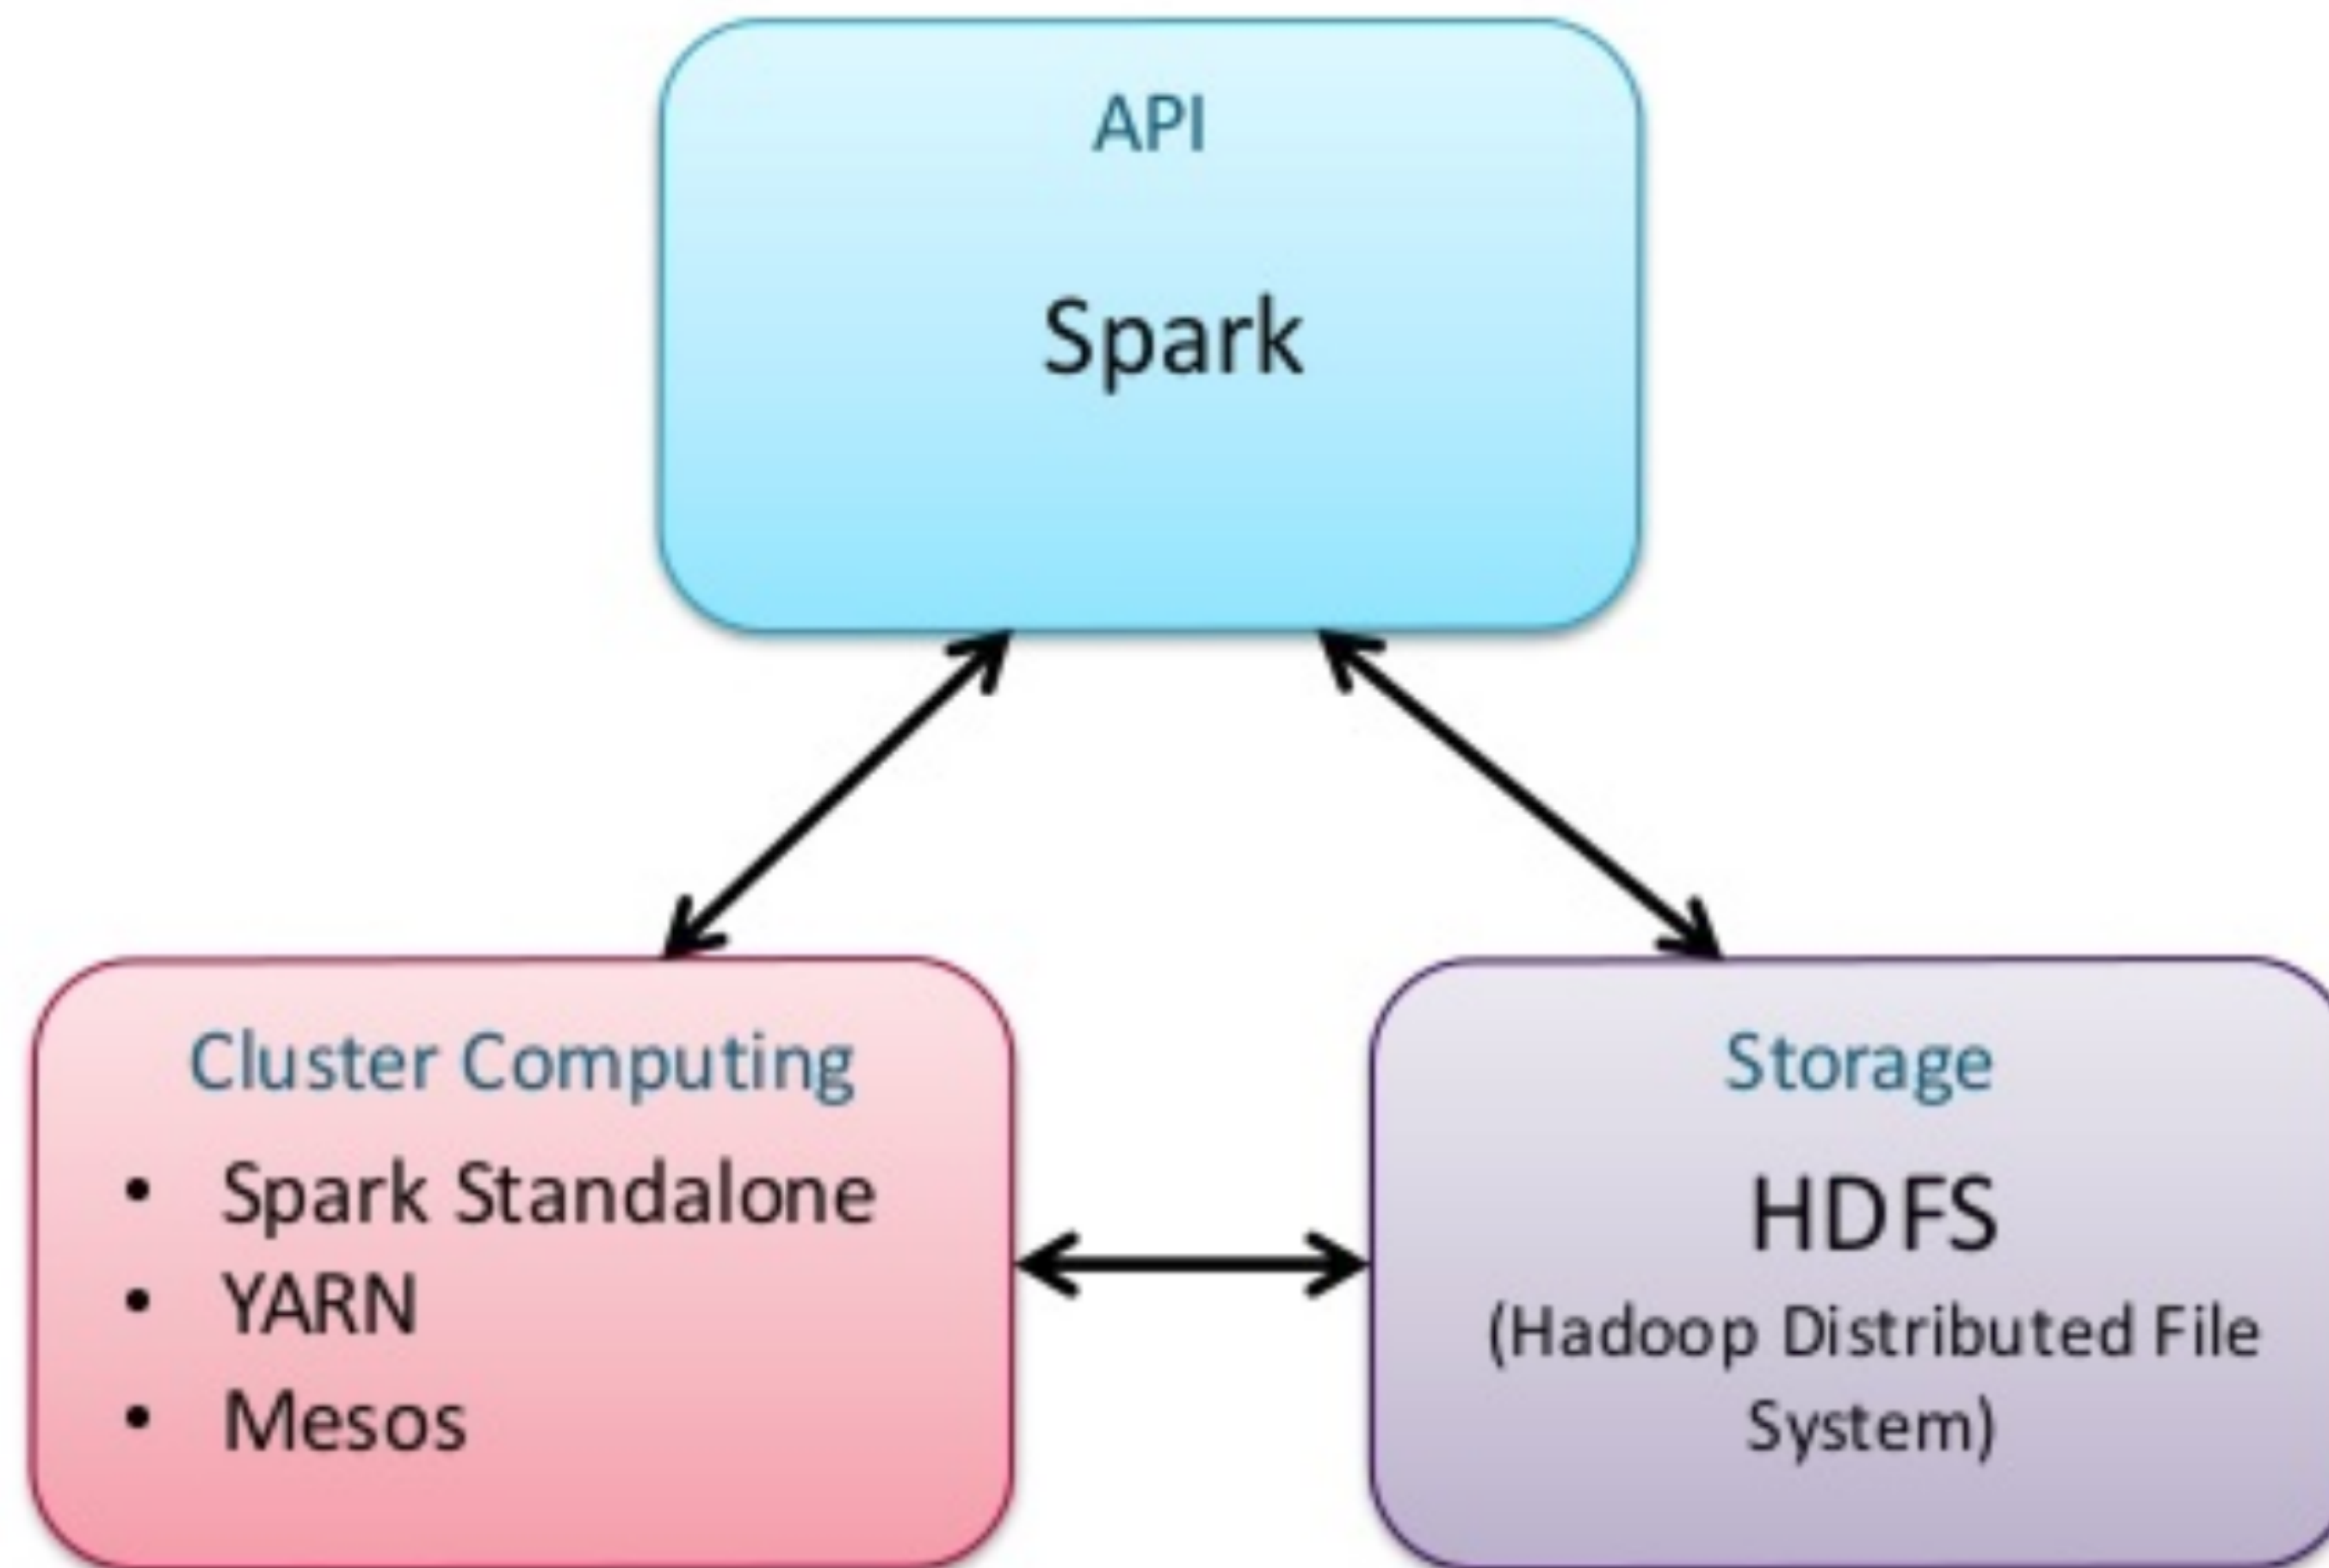 API
Spark
Cluster Computing
• Spark Standalone
• YARN
• Mesos
Storage
HDFS
(Hadoop Distributed File
System)